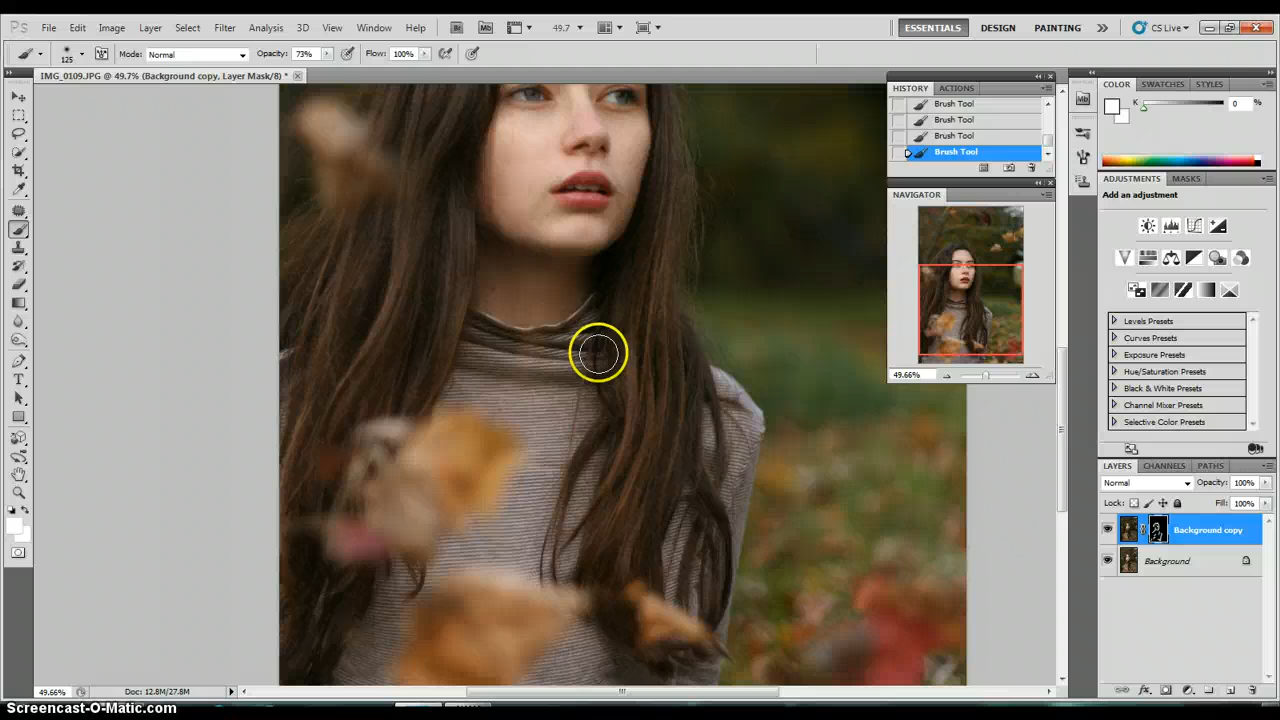 Ps File Edit Image Layer Select Filter Analysis 3D View Window Help Br Mb 49.7 ESSENTIALS DESIGN PAINTING CS Live
125 Mode: Normal Opacity: 73% Flow: 100%
IMG_0109.JPG @ 49.7% (Background copy, Layer Mask/8) *
HISTORY ACTIONS
Brush Tool
Brush Tool
Brush Tool
Brush Tool
NAVIGATOR
49.66%
Mb
COLOR SWATCHES STYLES
K 0 %
ADJUSTMENTS MASKS
Add an adjustment
Levels Presets
Curves Presets
Exposure Presets
Hue/Saturation Presets
Black & White Presets
Channel Mixer Presets
Selective Color Presets
LAYERS CHANNELS PATHS
Normal Opacity: 100%
Lock: Fill: 100%
Background copy
Background
T
49.66% Doc: 12.8M/27.8M
Screencast-O-Matic.com